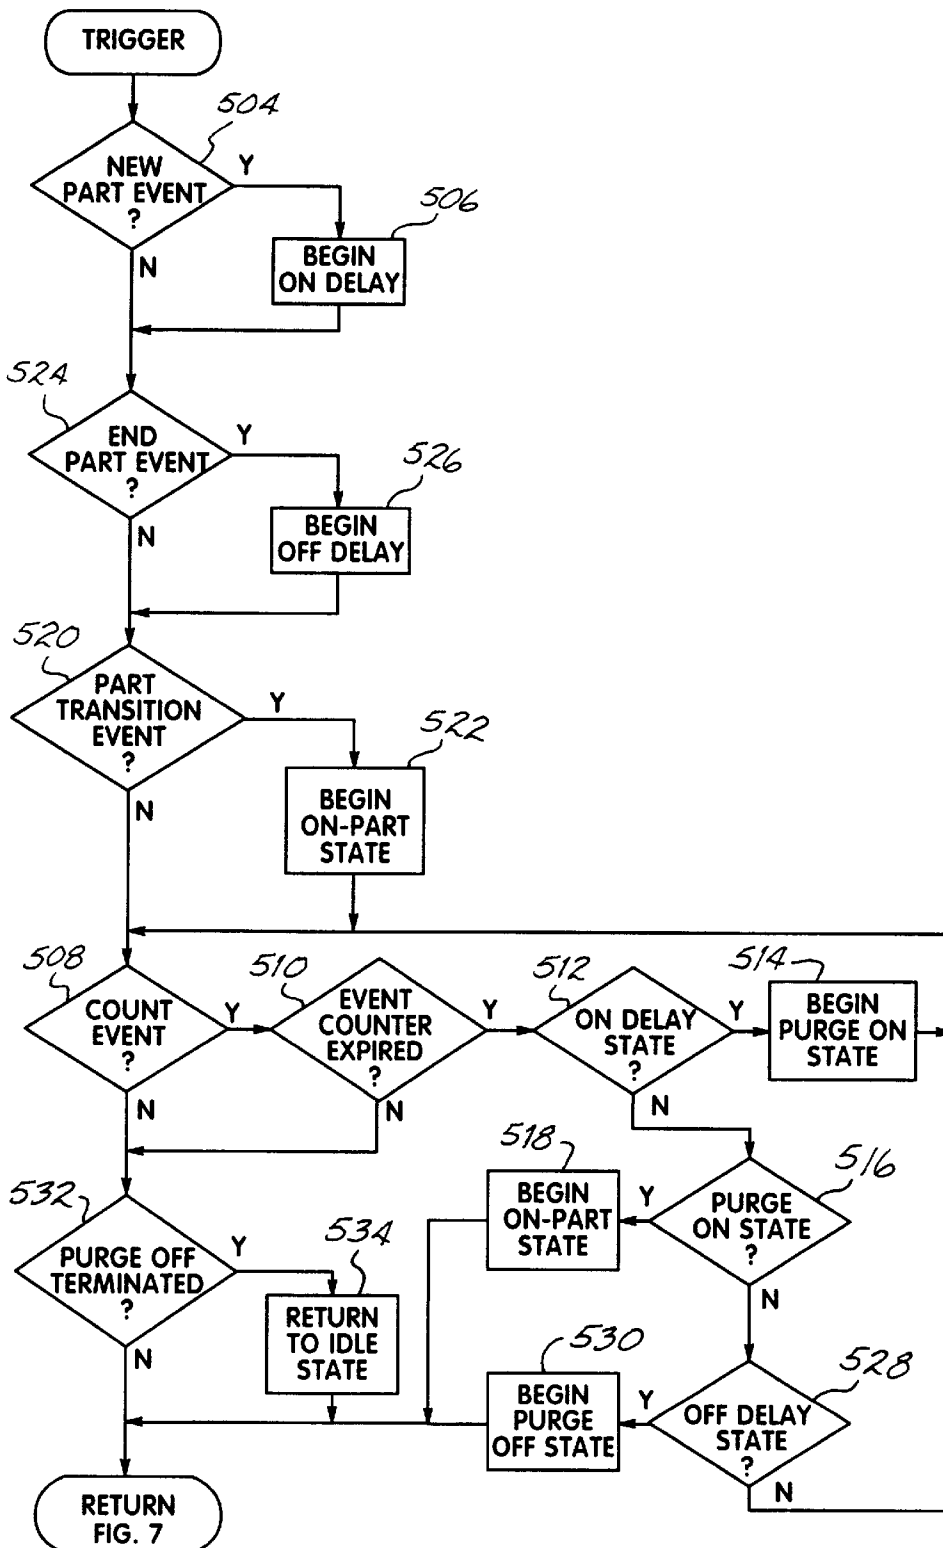 TRIGGER
504
NEW
PART EVENT
?
Y
N
506
BEGIN
ON DELAY
524
END
PART EVENT
?
Y
N
526
BEGIN
OFF DELAY
520
PART
TRANSITION
EVENT
?
Y
N
522
BEGIN
ON-PART
STATE
508
COUNT
EVENT
?
Y
N
510
EVENT
COUNTER
EXPIRED
?
Y
N
512
ON DELAY
STATE
?
Y
N
514
BEGIN
PURGE ON
STATE
516
PURGE
ON STATE
?
Y
N
518
BEGIN
ON-PART
STATE
532
PURGE OFF
TERMINATED
?
Y
N
534
RETURN
TO IDLE
STATE
530
BEGIN
PURGE
OFF STATE
528
OFF DELAY
STATE
?
Y
N
RETURN
FIG. 7